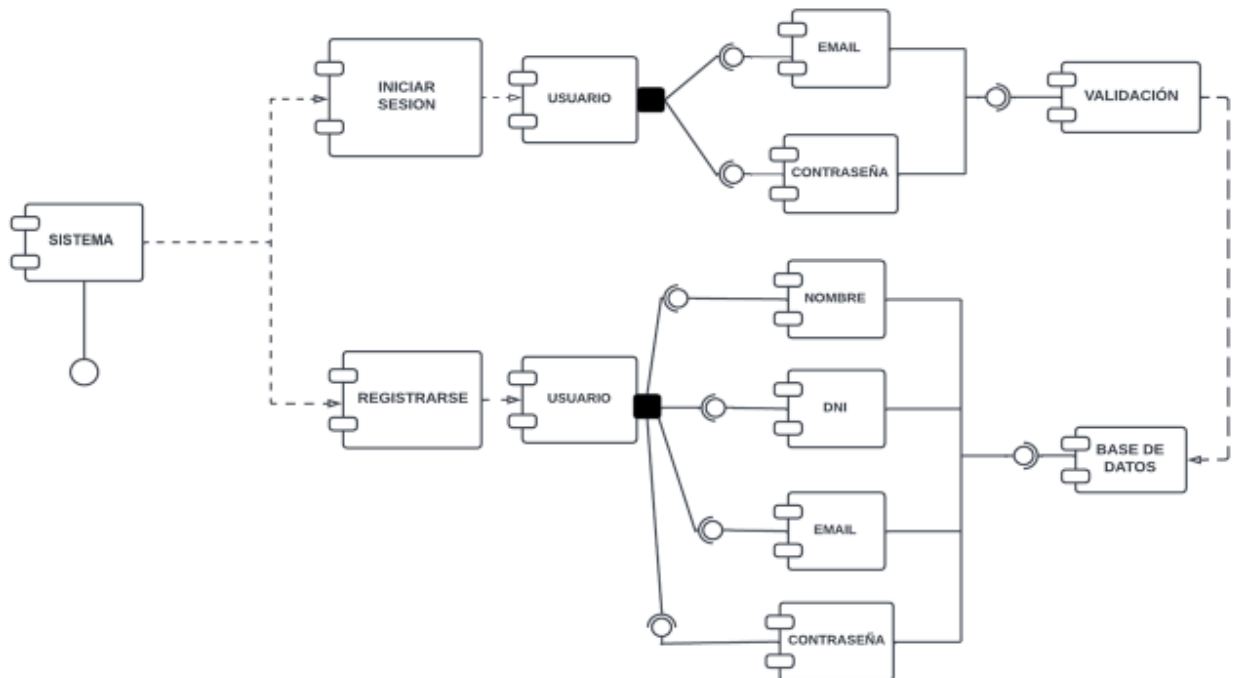 INICIAR
SESION
USUARIO
EMAIL
CONTRASEÑA
VALIDACIÓN
SISTEMA
REGISTRARSE
USUARIO
NOMBRE
DNI
EMAIL
CONTRASEÑA
BASE DE
DATOS